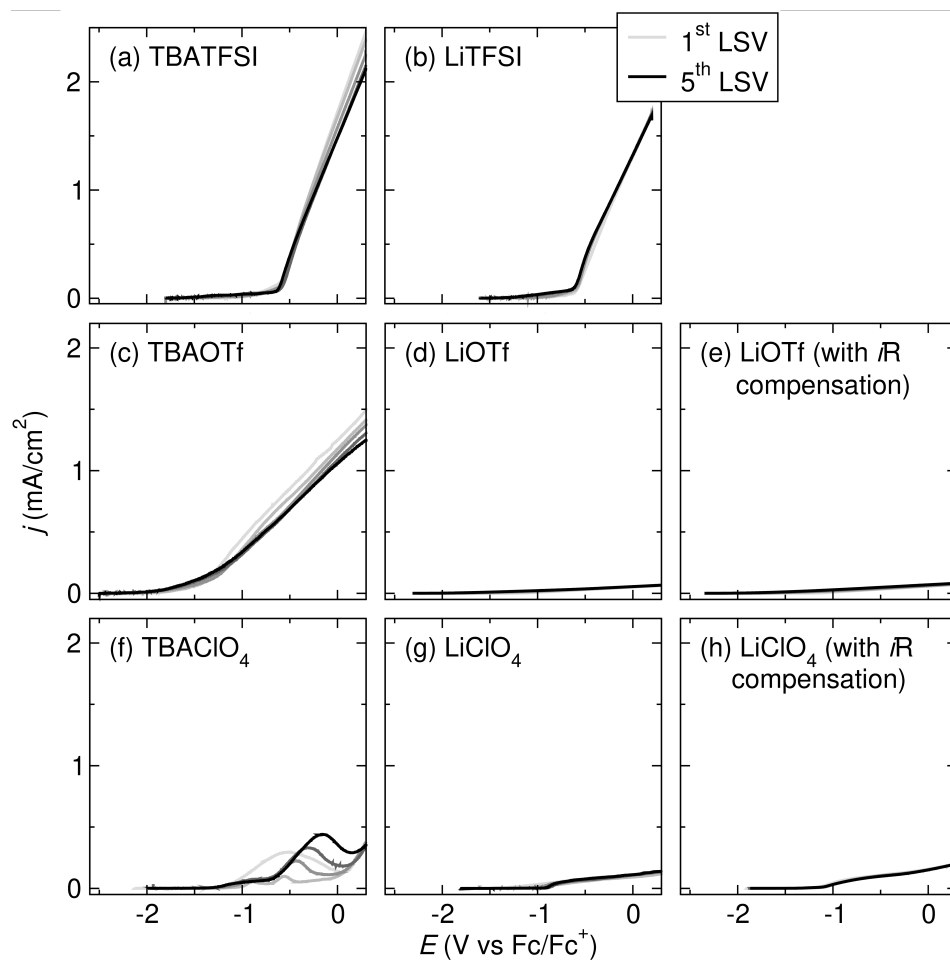 (a) TBATFSI
(b) LiTFSI
1st LSV
5th LSV
2
1
0
(c) TBAOTf
(d) LiOTf
(e) LiOTf (with iR
compensation)
2
1
0
j (mA/cm2)
(f) TBAClO4
(g) LiClO4
(h) LiClO4 (with iR
compensation)
2
1
0
-2 -1 0 -2 -1 0 -2 -1 0
E (V vs Fc/Fc+)